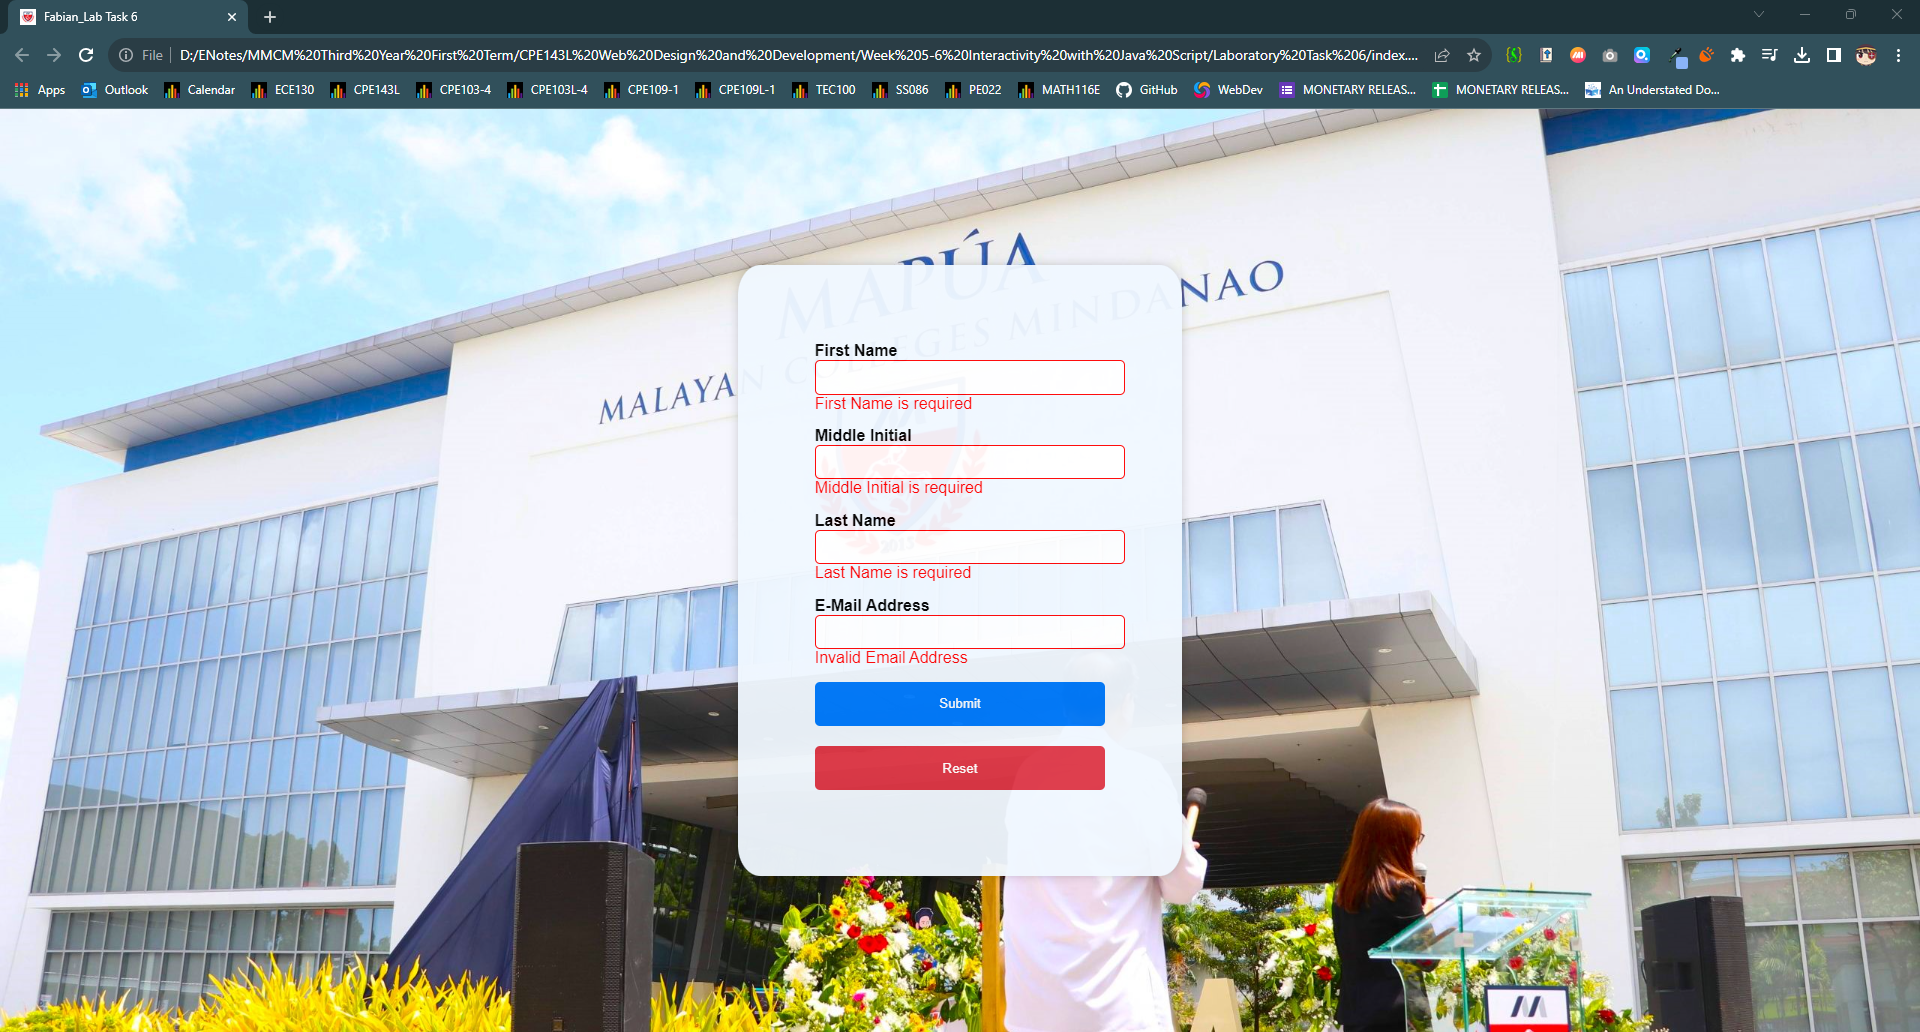 Fabian_Lab Task 6
File
D:/ENotes/MMCM%20Third%20Year%20First%20Term/CPE143L%20Web%20Design%20and%20Development/Week%205-6%20Interactivity%20with%20Java%20Script/Laboratory%20Task%206/index....
Apps Outlook Calendar ECE130 CPE143L CPE103-4 CPE103L-4 CPE109-1 CPE109L-1 TEC100 SS086 PE022 MATH116E GitHub WebDev MONETARY RELEAS... MONETARY RELEAS... An Understated Do...
MAPÚA
MALAYAN COLLEGES MINDANAO
First Name
First Name is required
Middle Initial
Middle Initial is required
Last Name
2015
Last Name is required
E-Mail Address
Invalid Email Address
Submit
Reset